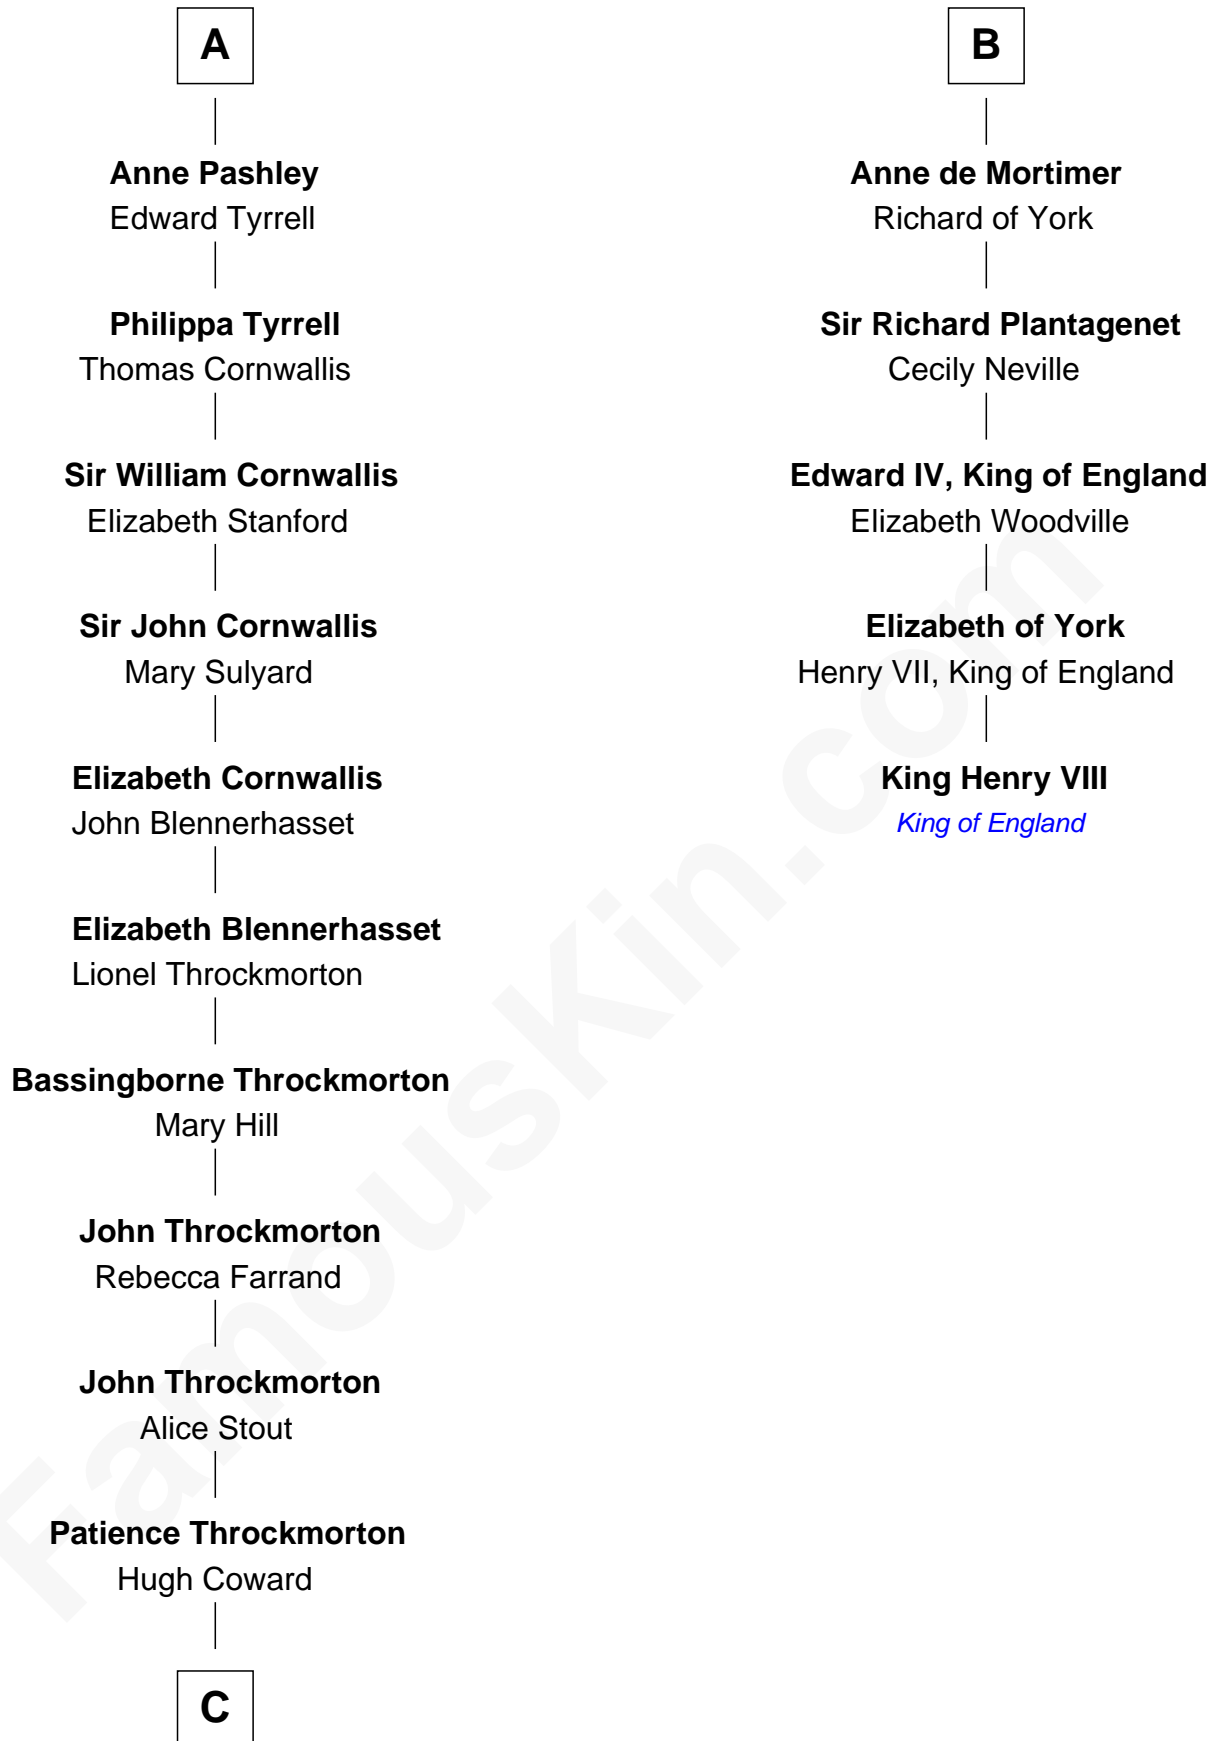 A
Anne Pashley
Edward Tyrrell
Philippa Tyrrell
Thomas Cornwallis
Sir William Cornwallis
Elizabeth Stanford
Sir John Cornwallis
Mary Sulyard
Elizabeth Cornwallis
John Blennerhasset
Elizabeth Blennerhasset
Lionel Throckmorton
Bassingborne Throckmorton
Mary Hill
John Throckmorton
Rebecca Farrand
John Throckmorton
Alice Stout
Patience Throckmorton
Hugh Coward
C
B
Anne de Mortimer
Richard of York
Sir Richard Plantagenet
Cecily Neville
Edward IV, King of England
Elizabeth Woodville
Elizabeth of York
Henry VII, King of England
King Henry VIII
King of England
FamousKin.com